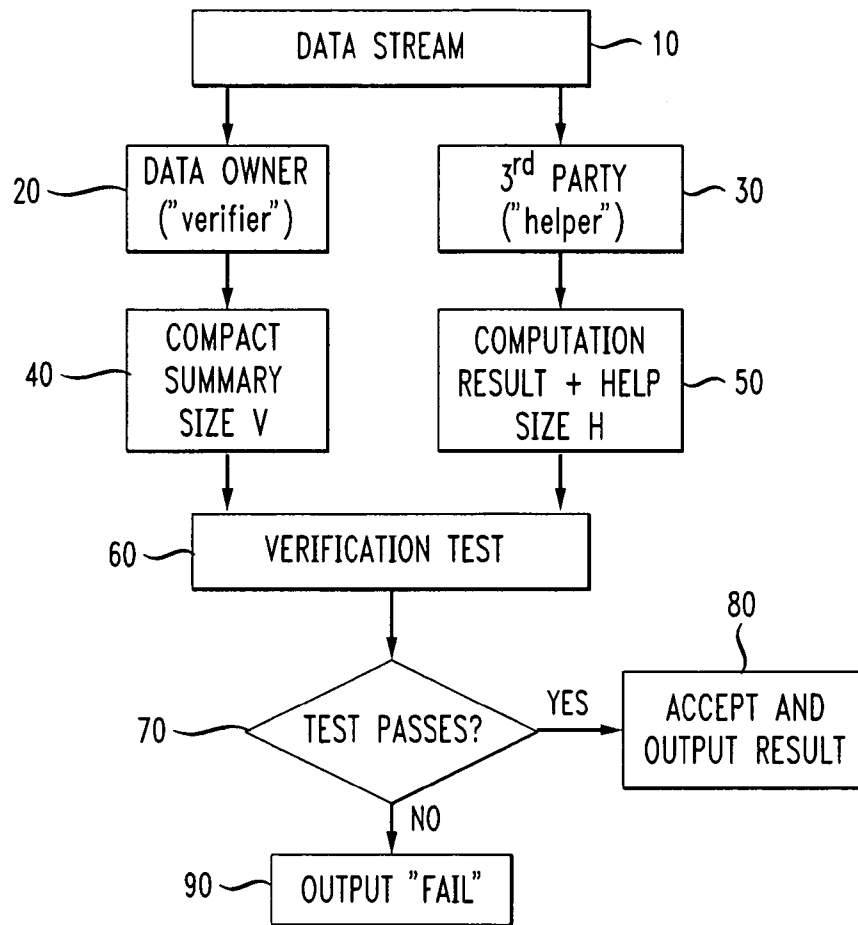 DATA STREAM
10
20
DATA OWNER
("verifier")
3rd PARTY
("helper")
30
40
COMPACT
SUMMARY
SIZE V
COMPUTATION
RESULT + HELP
SIZE H
50
60
VERIFICATION TEST
70
TEST PASSES?
YES
80
ACCEPT AND
OUTPUT RESULT
NO
90
OUTPUT "FAIL"